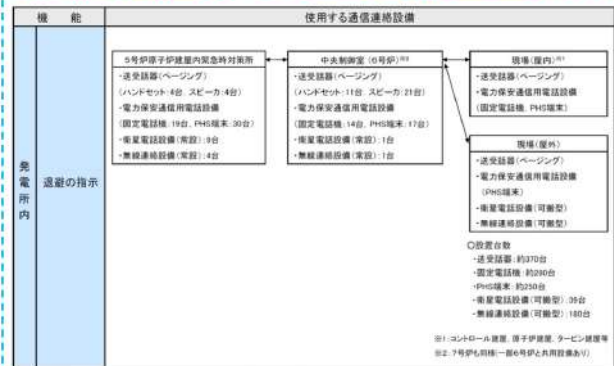 機 能
使用する通信連絡設備
発電所内
退避の指示
5号炉原子炉建屋内緊急時対策所
・送受話器(ページング)
(ハンドセット:4台, スピーカ:4台)
・電力保安通信用電話設備
(固定電話機:19台, PHS端末:30台)
・衛星電話設備(常設):9台
・無線連絡設備(常設):4台
中央制御室(6号炉)※2
・送受話器(ページング)
(ハンドセット:11台, スピーカ:21台)
・電力保安通信用電話設備
(固定電話機:14台, PHS端末:17台)
・衛星電話設備(常設):1台
・無線連絡設備(常設):1台
現場(屋内)※1
・送受話器(ページング)
・電力保安通信用電話設備
(固定電話機, PHS端末)
現場(屋外)
・送受話器(ページング)
・電力保安通信用電話設備
(PHS端末)
・衛星電話設備(可搬型)
・無線連絡設備(可搬型)
○設置台数
・送受話器:約370台
・固定電話機:約280台
・PHS端末:約250台
・衛星電話設備(可搬型):39台
・無線連絡設備(可搬型):180台
※1:コントロール建屋, 原子炉建屋, タービン建屋等
※2:7号炉も同様(一部6号炉と共用設備あり)